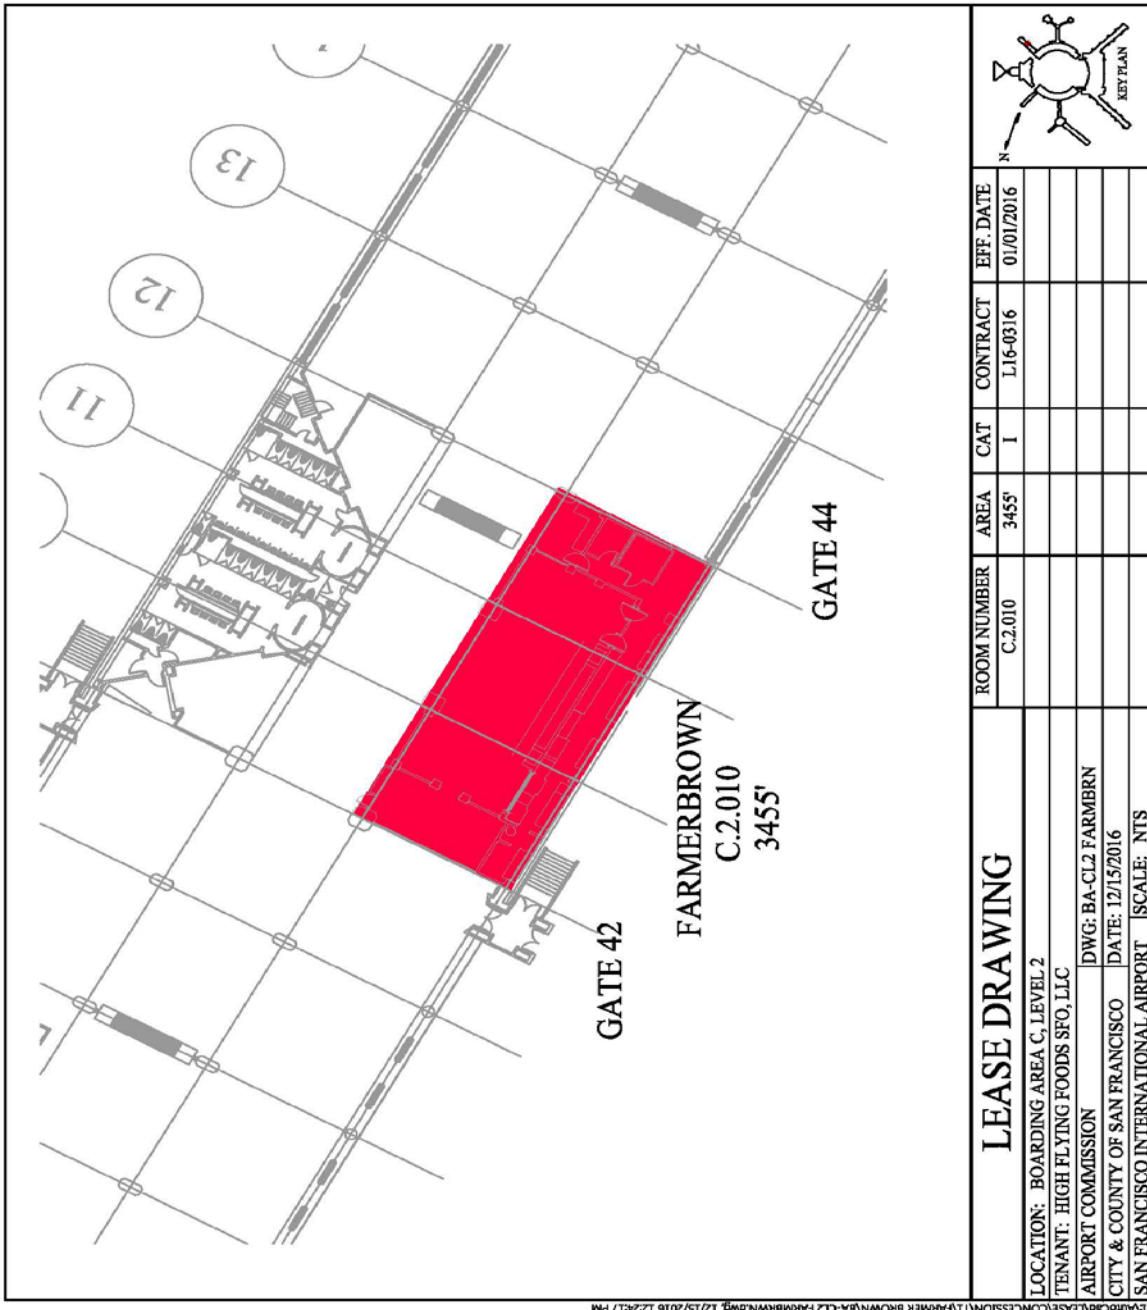 13
12
11
GATE 44
FARMERBROWN
C.2.010
3455'
GATE 42
LEASE DRAWING
LOCATION: BOARDING AREA C, LEVEL 2
TENANT: HIGH FLYING FOODS SFO, LLC
AIRPORT COMMISSION DWG: BA-CL2 FARMBRN
CITY & COUNTY OF SAN FRANCISCO DATE: 12/15/2016
SAN FRANCISCO INTERNATIONAL AIRPORT SCALE: NTS
ROOM NUMBER AREA CAT CONTRACT EFF. DATE
C.2.010 3455' I L16-0316 01/01/2016
N
KEY PLAN